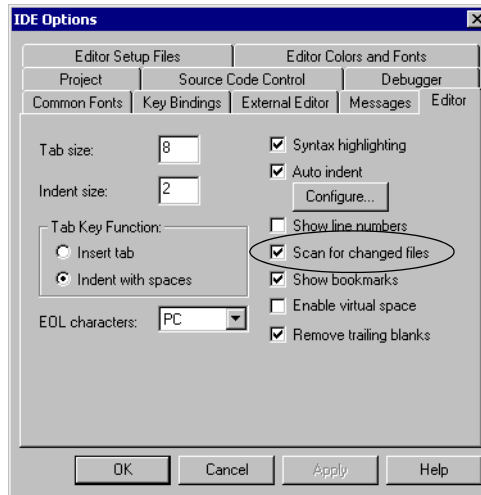 IDE Options
Editor Setup Files Editor Colors and Fonts
Project Source Code Control Debugger
Common Fonts Key Bindings External Editor Messages Editor
Tab size: 8
Indent size: 2
Tab Key Function:
Insert tab
Indent with spaces
EOL characters: PC
Syntax highlighting
Auto indent
Configure...
Show line numbers
Scan for changed files
Show bookmarks
Enable virtual space
Remove trailing blanks
OK Cancel Apply Help